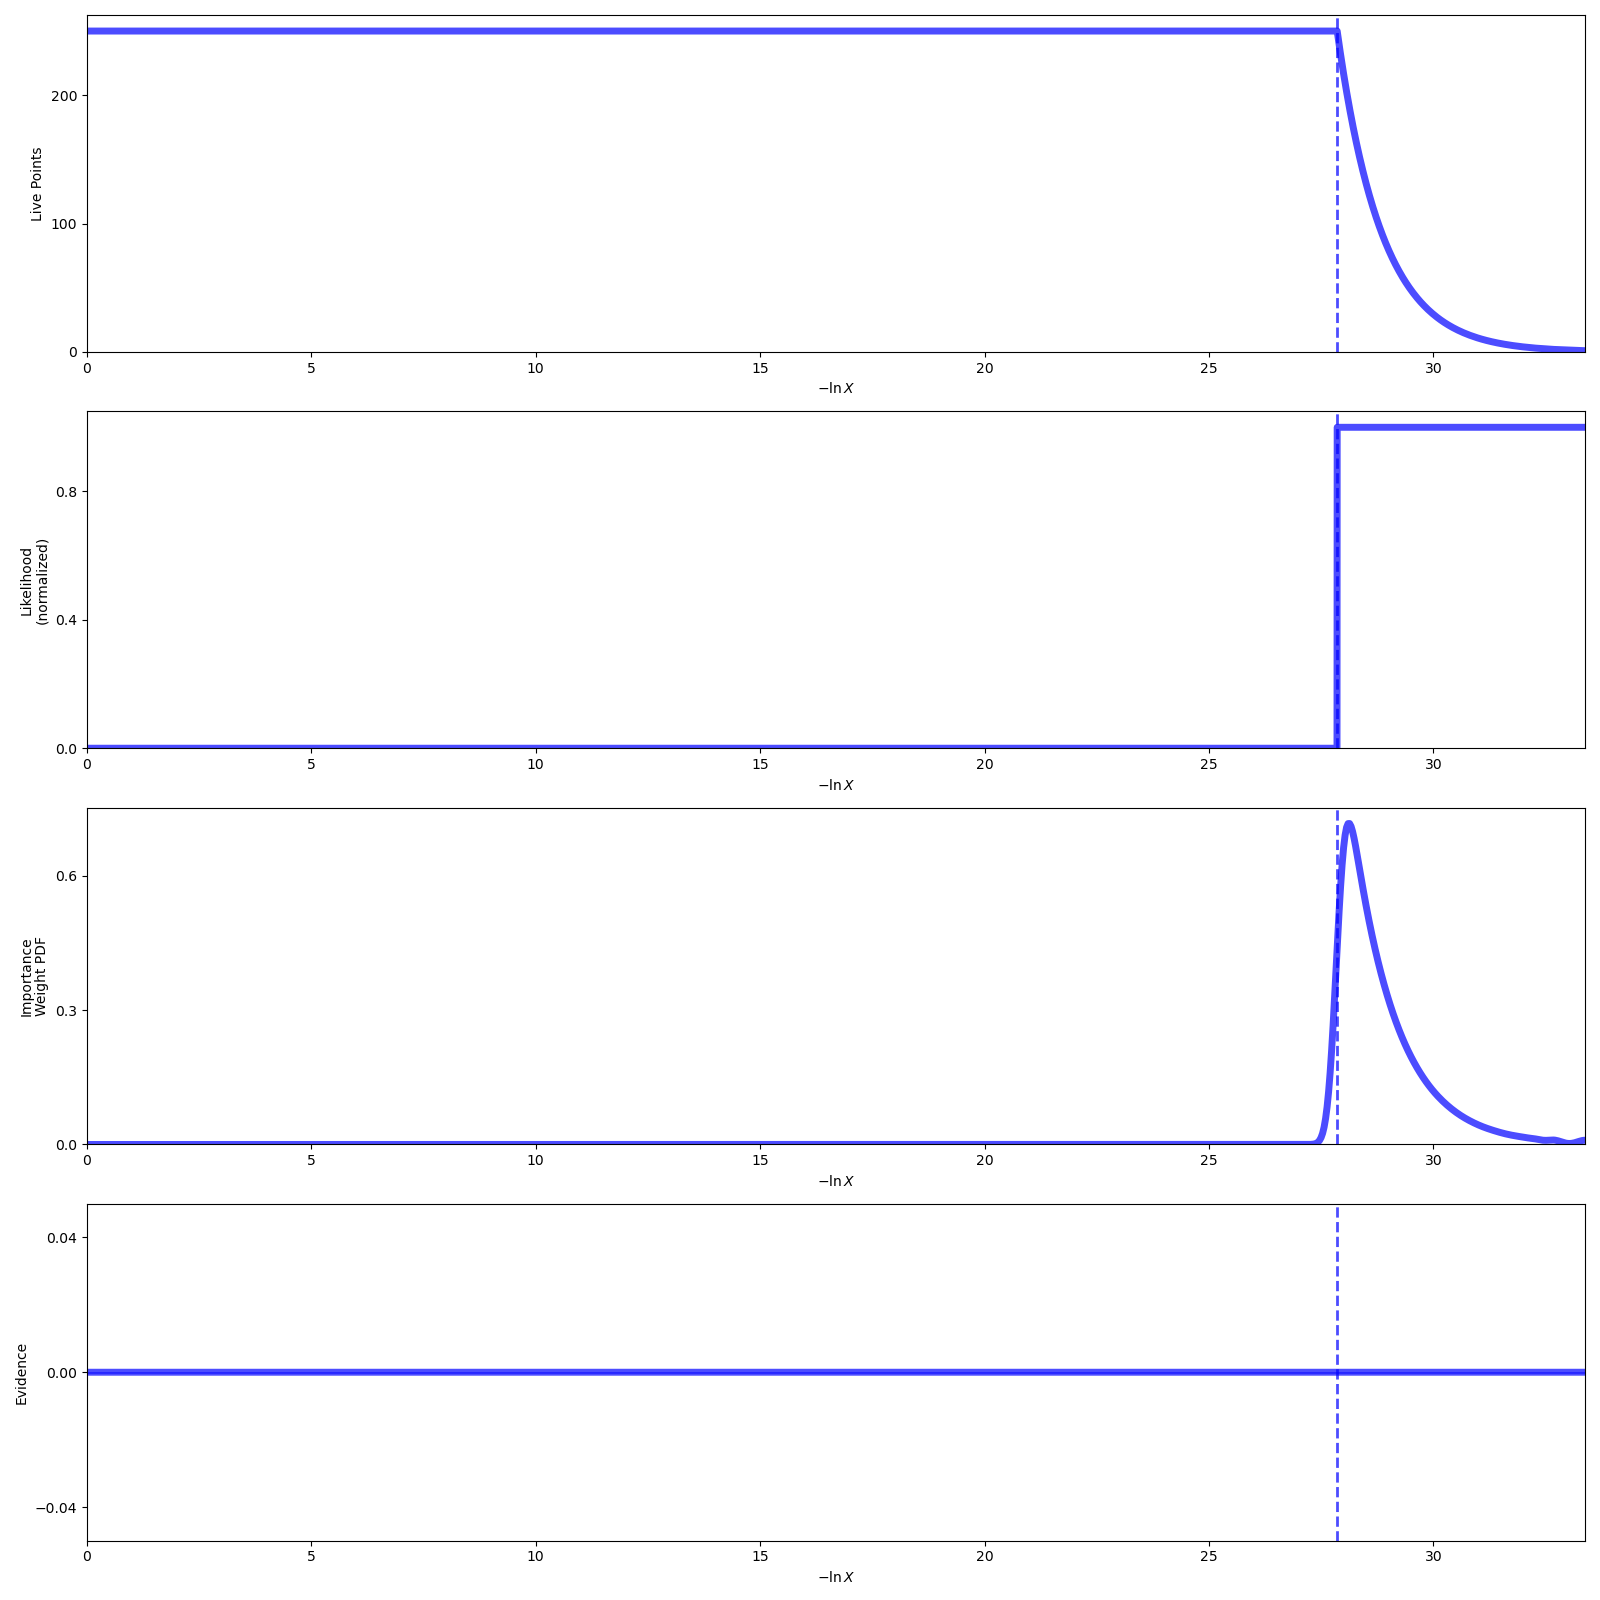 200
100
0
Live Points
0 5 10 15 20 25 30
−ln X
0.8
0.4
0.0
Likelihood
(normalized)
0 5 10 15 20 25 30
−ln X
0.6
0.3
0.0
Importance
Weight PDF
0 5 10 15 20 25 30
−ln X
0.04
0.00
−0.04
Evidence
0 5 10 15 20 25 30
−ln X